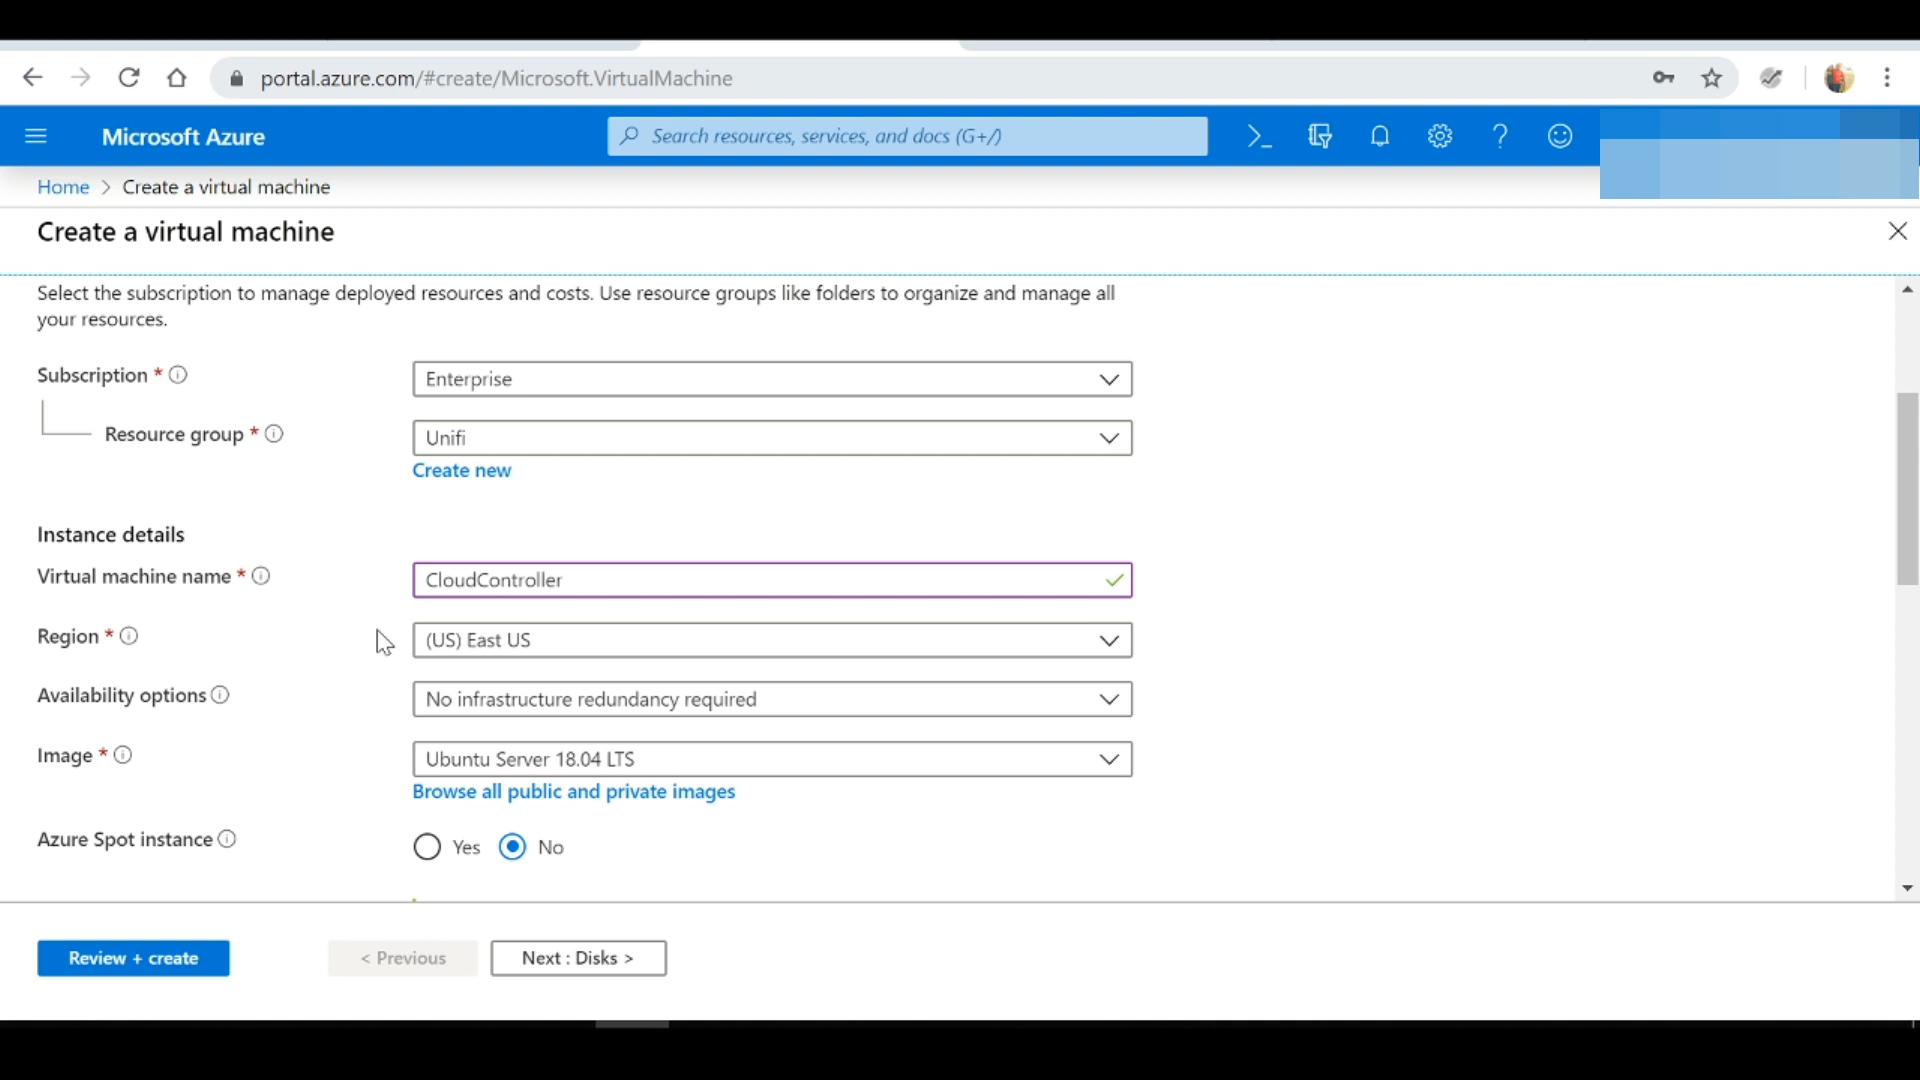 portal.azure.com/#create/Microsoft.VirtualMachine
Microsoft Azure
Search resources, services, and docs (G+/)
Home > Create a virtual machine
Create a virtual machine
Select the subscription to manage deployed resources and costs. Use resource groups like folders to organize and manage all
your resources.
Subscription *
Enterprise
Resource group *
Unifi
Create new
Instance details
Virtual machine name *
CloudController
Region *
(US) East US
Availability options
No infrastructure redundancy required
Image *
Ubuntu Server 18.04 LTS
Browse all public and private images
Azure Spot instance
Yes No
Review + create
< Previous
Next : Disks >